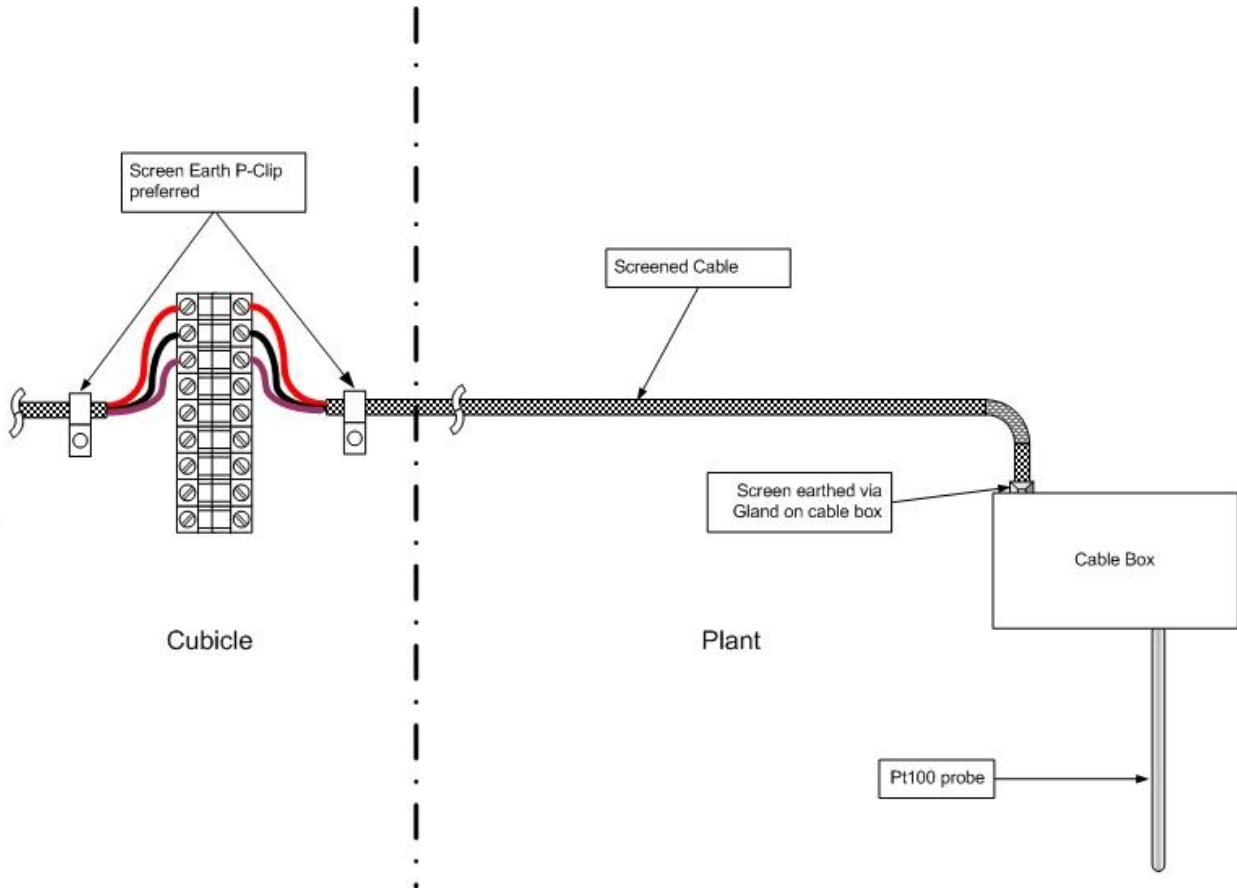 Screen Earth P-Clip
preferred
Screened Cable
Screen earthed via
Gland on cable box
Cable Box
Cubicle
Plant
Pt100 probe